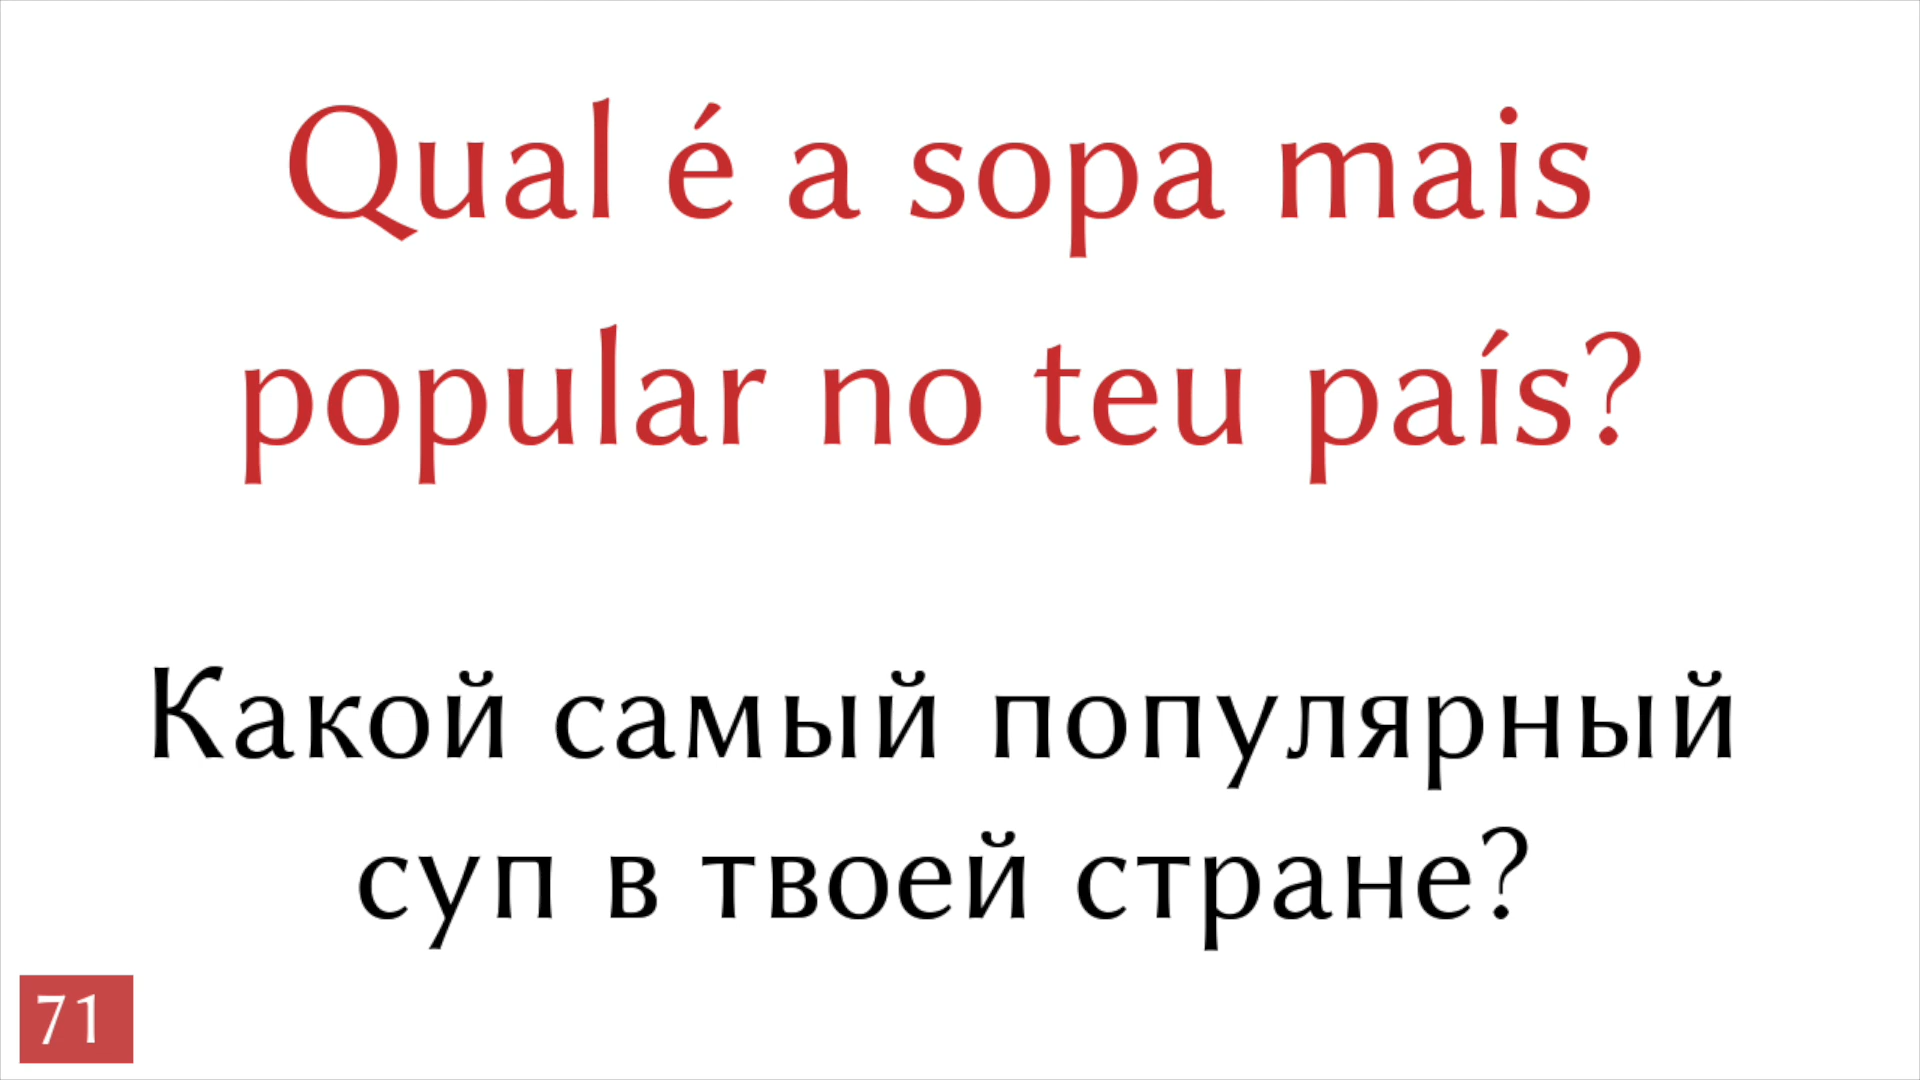 Qual é a sopa mais
popular no teu país?
Какой самый популярный
суп в твоей стране?
71